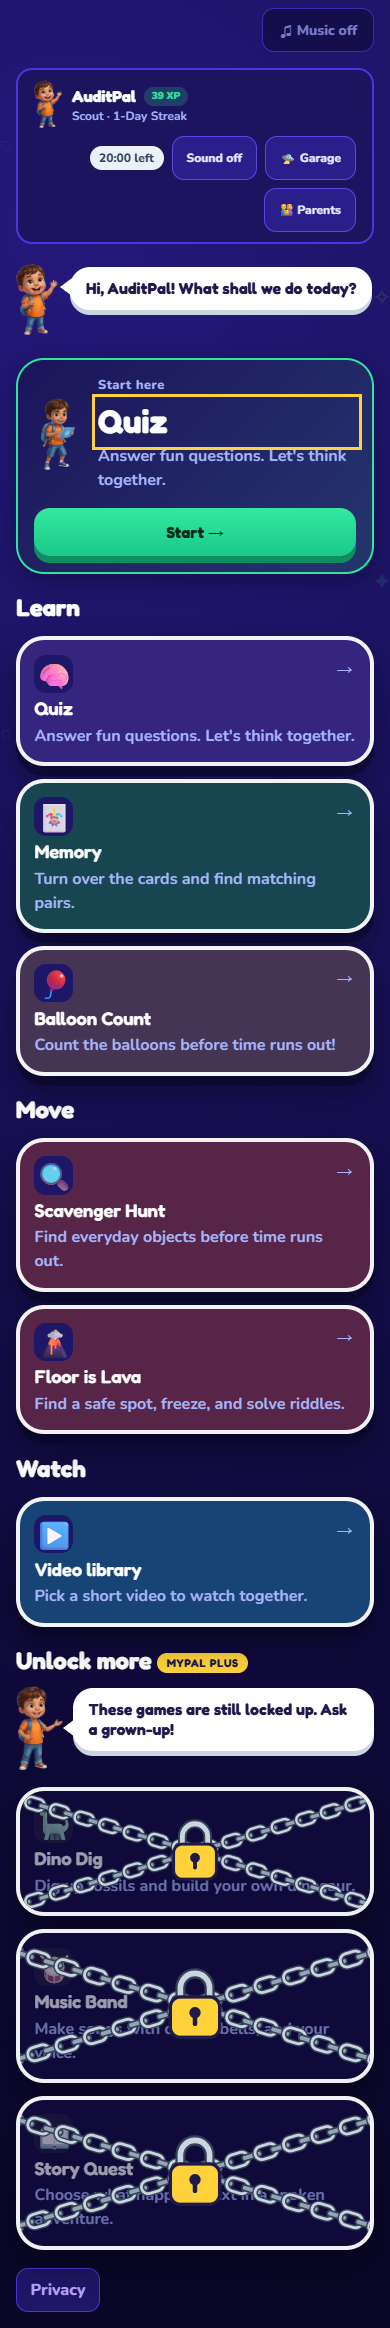 ♫ Music off
AuditPal 39 XP
Scout · 1-Day Streak
20:00 left
Sound off
Garage
Parents
Hi, AuditPal! What shall we do today?
Start here
Quiz
Answer fun questions. Let's think
together.
Start →
Learn
→
Quiz
Answer fun questions. Let's think together.
→
Memory
Turn over the cards and find matching
pairs.
→
Balloon Count
Count the balloons before time runs out!
Move
→
Scavenger Hunt
Find everyday objects before time runs
out.
→
Floor is Lava
Find a safe spot, freeze, and solve riddles.
Watch
→
Video library
Pick a short video to watch together.
Unlock more MYPAL PLUS
These games are still locked up. Ask
a grown-up!
Dino Dig
fossils and build your own
Music Band
Make with your
Story Quest
Choose
Privacy